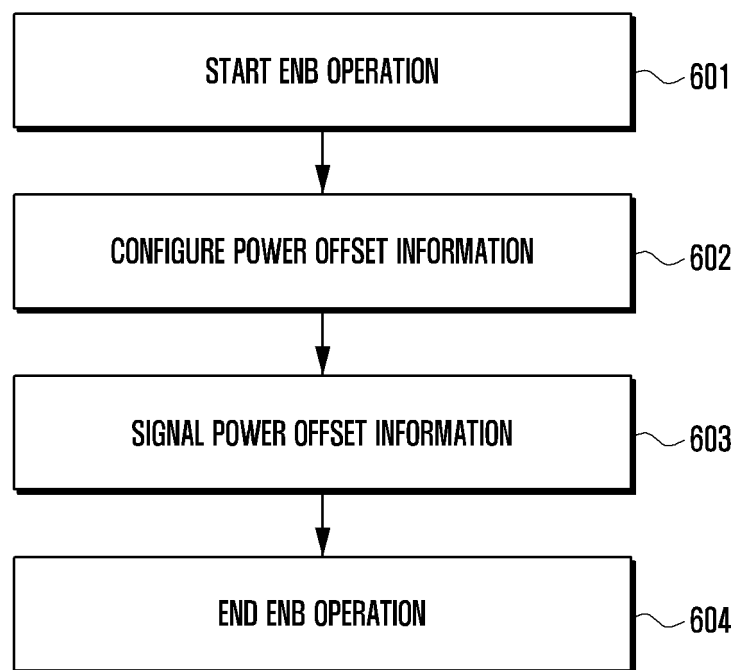 START ENB OPERATION
601
CONFIGURE POWER OFFSET INFORMATION
602
SIGNAL POWER OFFSET INFORMATION
603
END ENB OPERATION
604